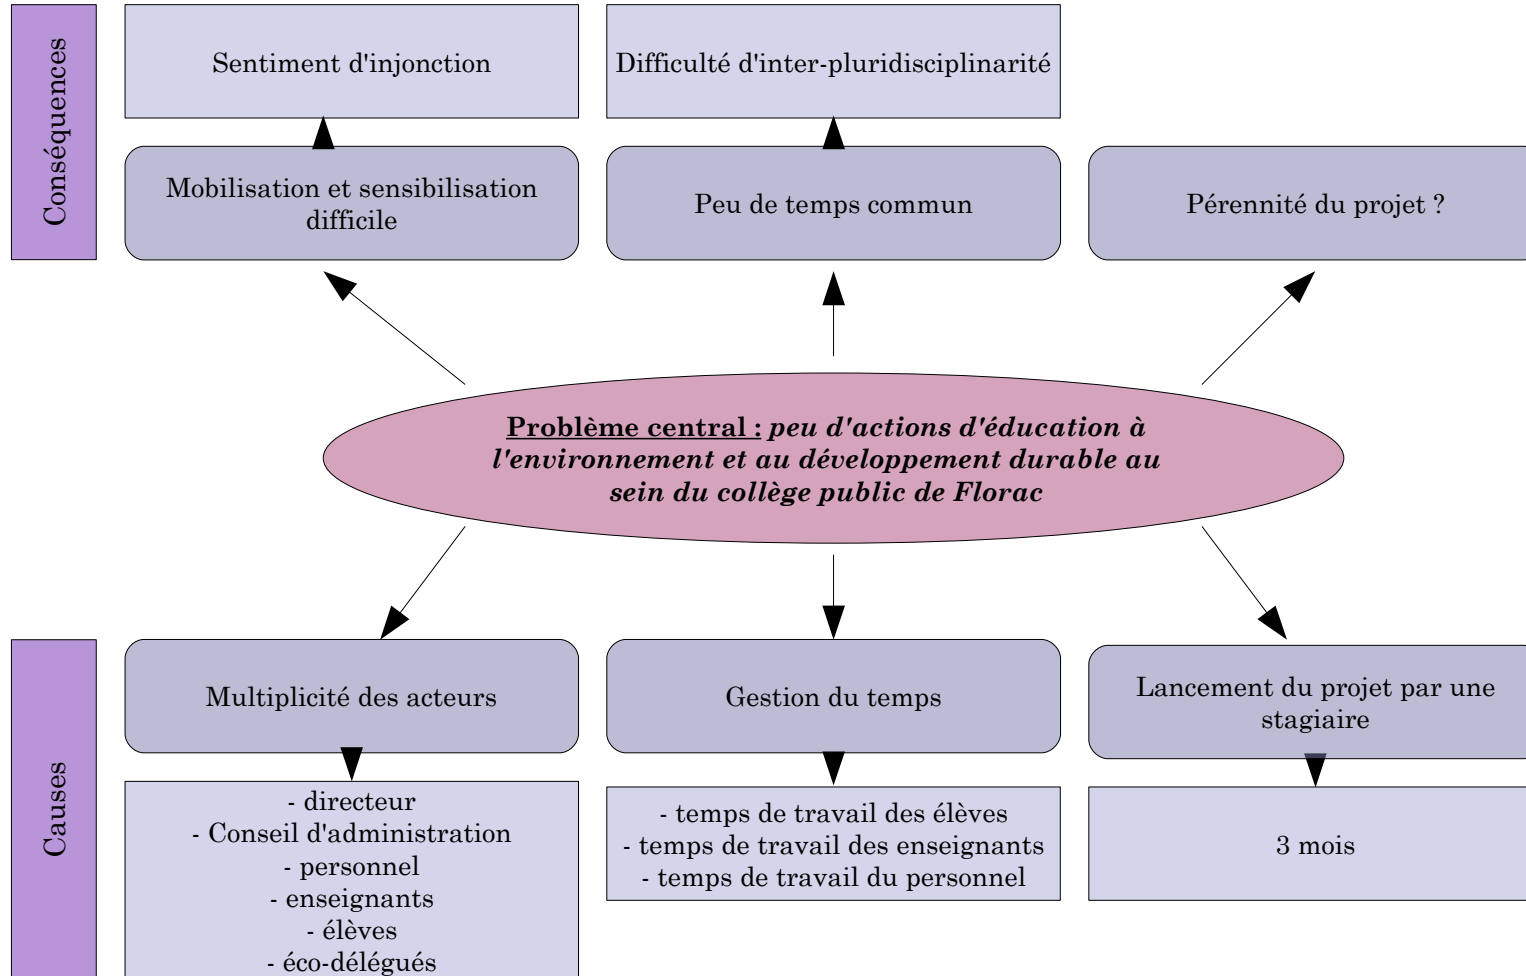 Conséquences
Sentiment d'injonction
Difficulté d'inter-pluridisciplinarité
Mobilisation et sensibilisation
difficile
Peu de temps commun
Pérennité du projet ?
Problème central : peu d'actions d'éducation à
l'environnement et au développement durable au
sein du collège public de Florac
Causes
Multiplicité des acteurs
Gestion du temps
Lancement du projet par une
stagiaire
- directeur
- Conseil d'administration
- personnel
- enseignants
- élèves
- éco-délégués
- temps de travail des élèves
- temps de travail des enseignants
- temps de travail du personnel
3 mois